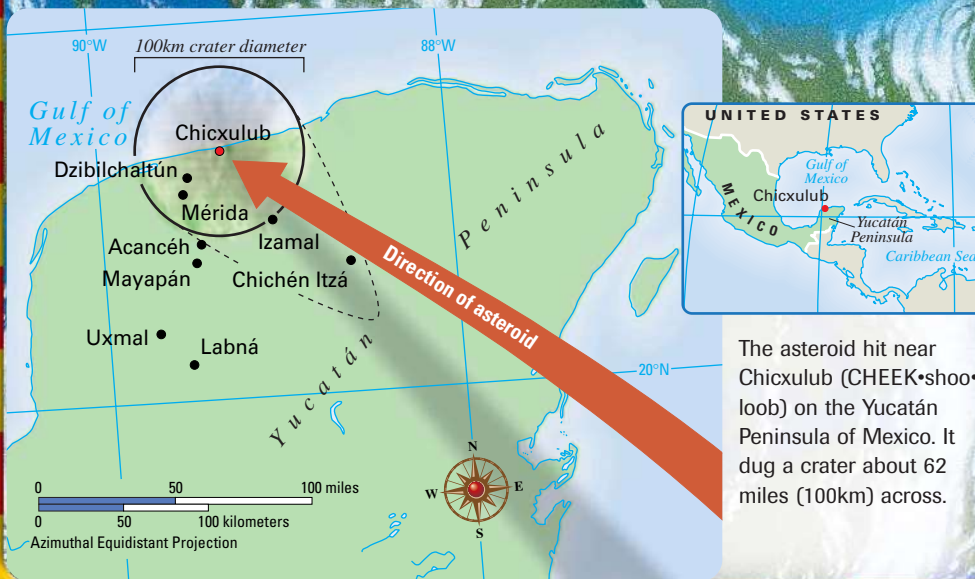 90°W
100km crater diameter
88°W
Gulf of
Mexico
Chicxulub
Dzibilchaltún
Mérida
Izamal
Acancéh
Mayapán
Chichén Itzá
Uxmal
Labná
Direction of asteroid
Yucatán Peninsula
20°N
N
W
E
S
0 50 100 miles
0 50 100 kilometers
Azimuthal Equidistant Projection
UNITED STATES
Gulf of
Mexico
Chicxulub
MEXICO
Yucatán
Peninsula
Caribbean Sea
The asteroid hit near
Chicxulub (CHEEK•shoo•
loob) on the Yucatán
Peninsula of Mexico. It
dug a crater about 62
miles (100km) across.